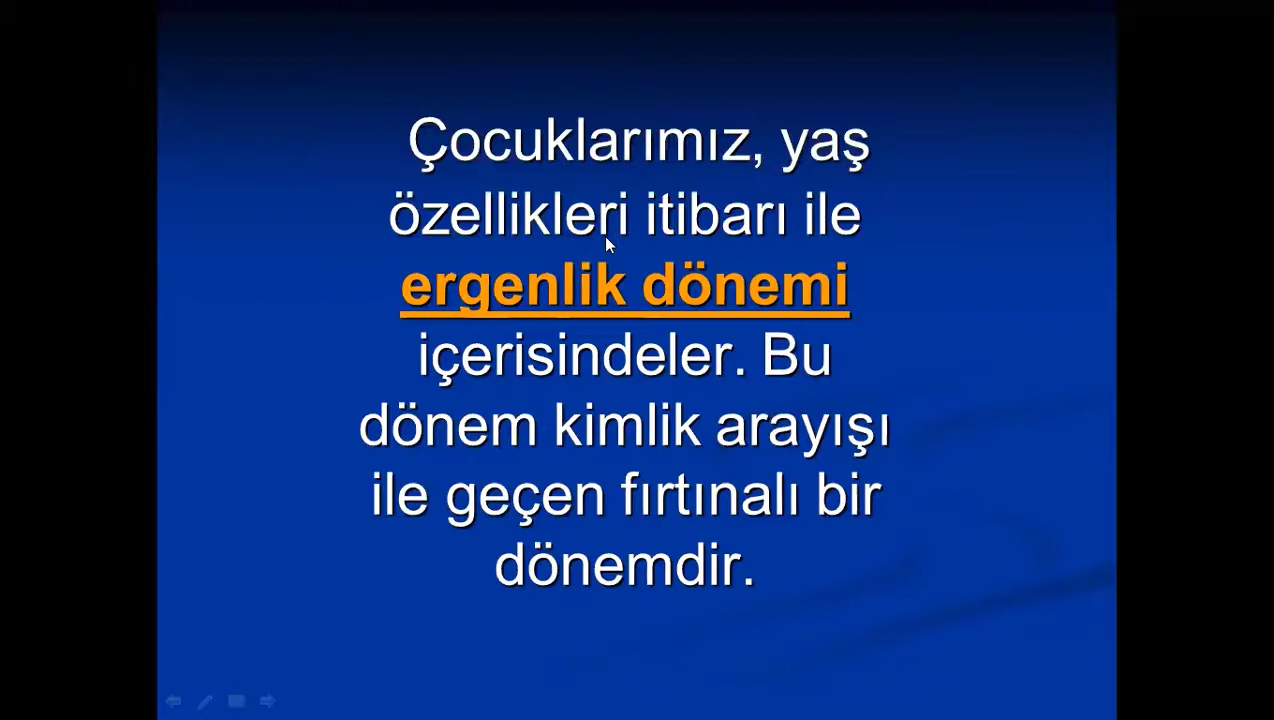 Çocuklarımız, yaş
özellikleri itibarı ile
ergenlik dönemi
içerisindeler. Bu
dönem kimlik arayışı
ile geçen fırtınalı bir
dönemdir.